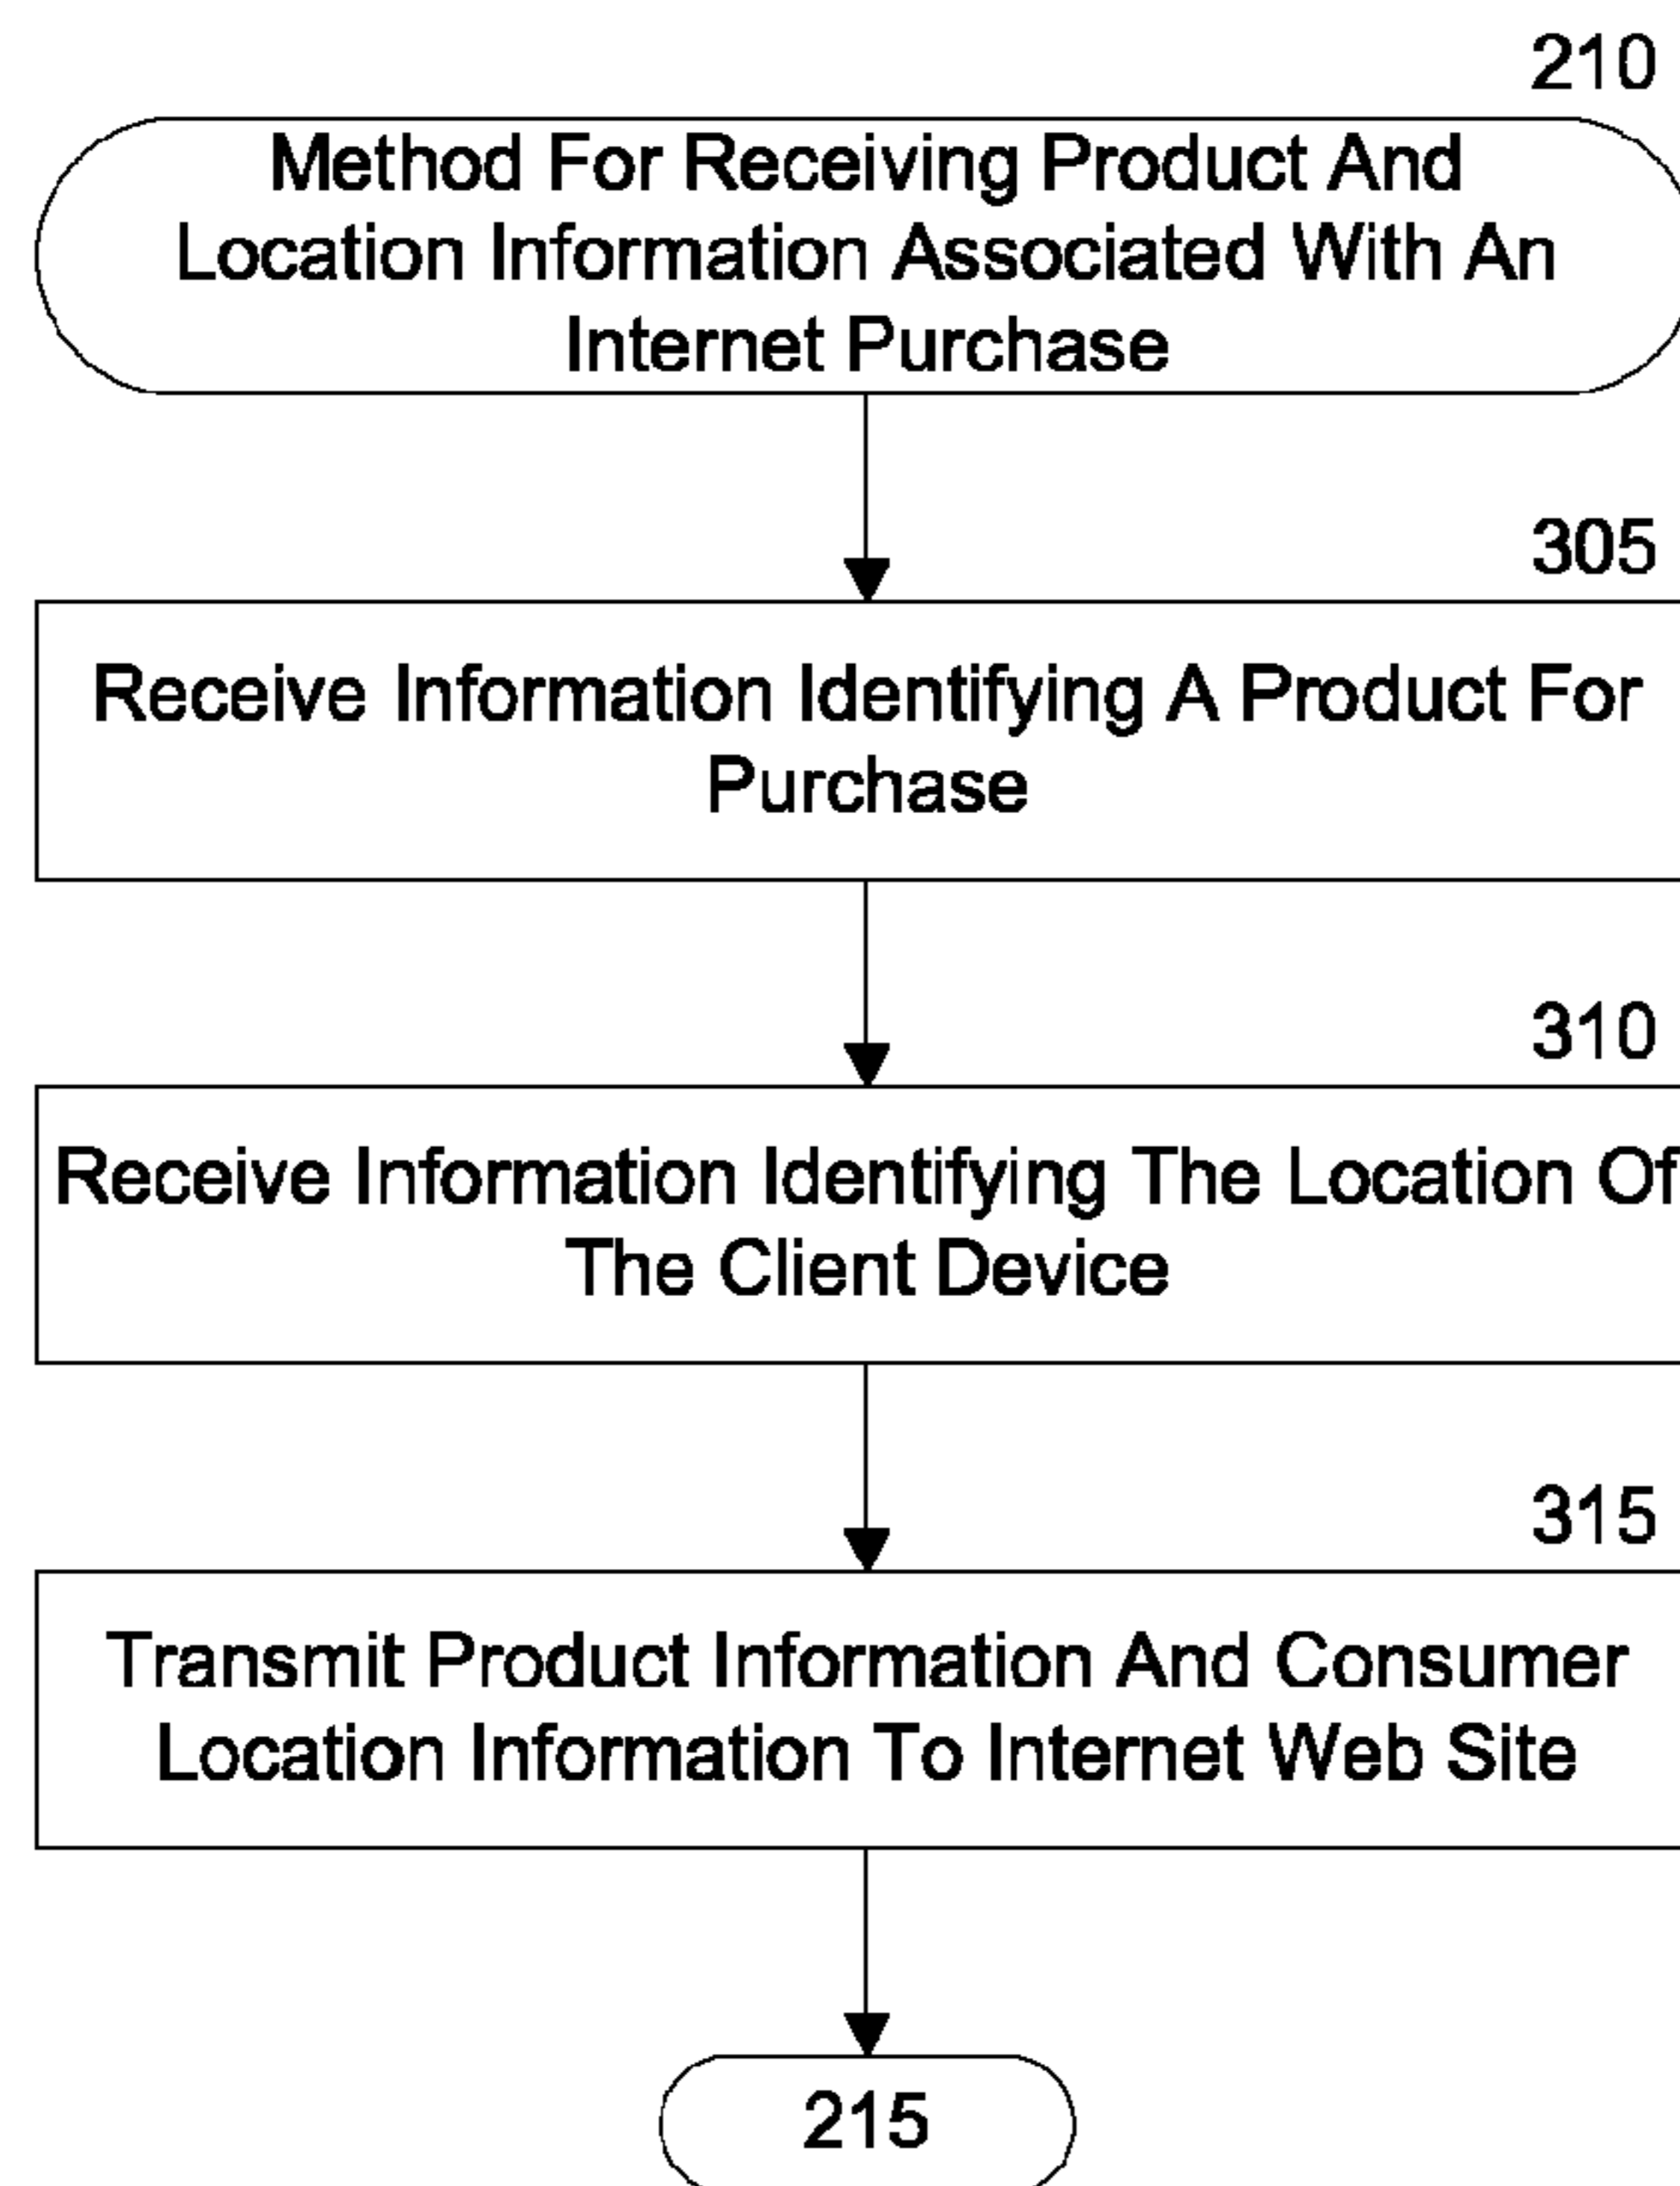 210
Method For Receiving Product And
Location Information Associated With An
Internet Purchase
305
Receive Information Identifying A Product For
Purchase
310
Receive Information Identifying The Location Of
The Client Device
315
Transmit Product Information And Consumer
Location Information To Internet Web Site
215